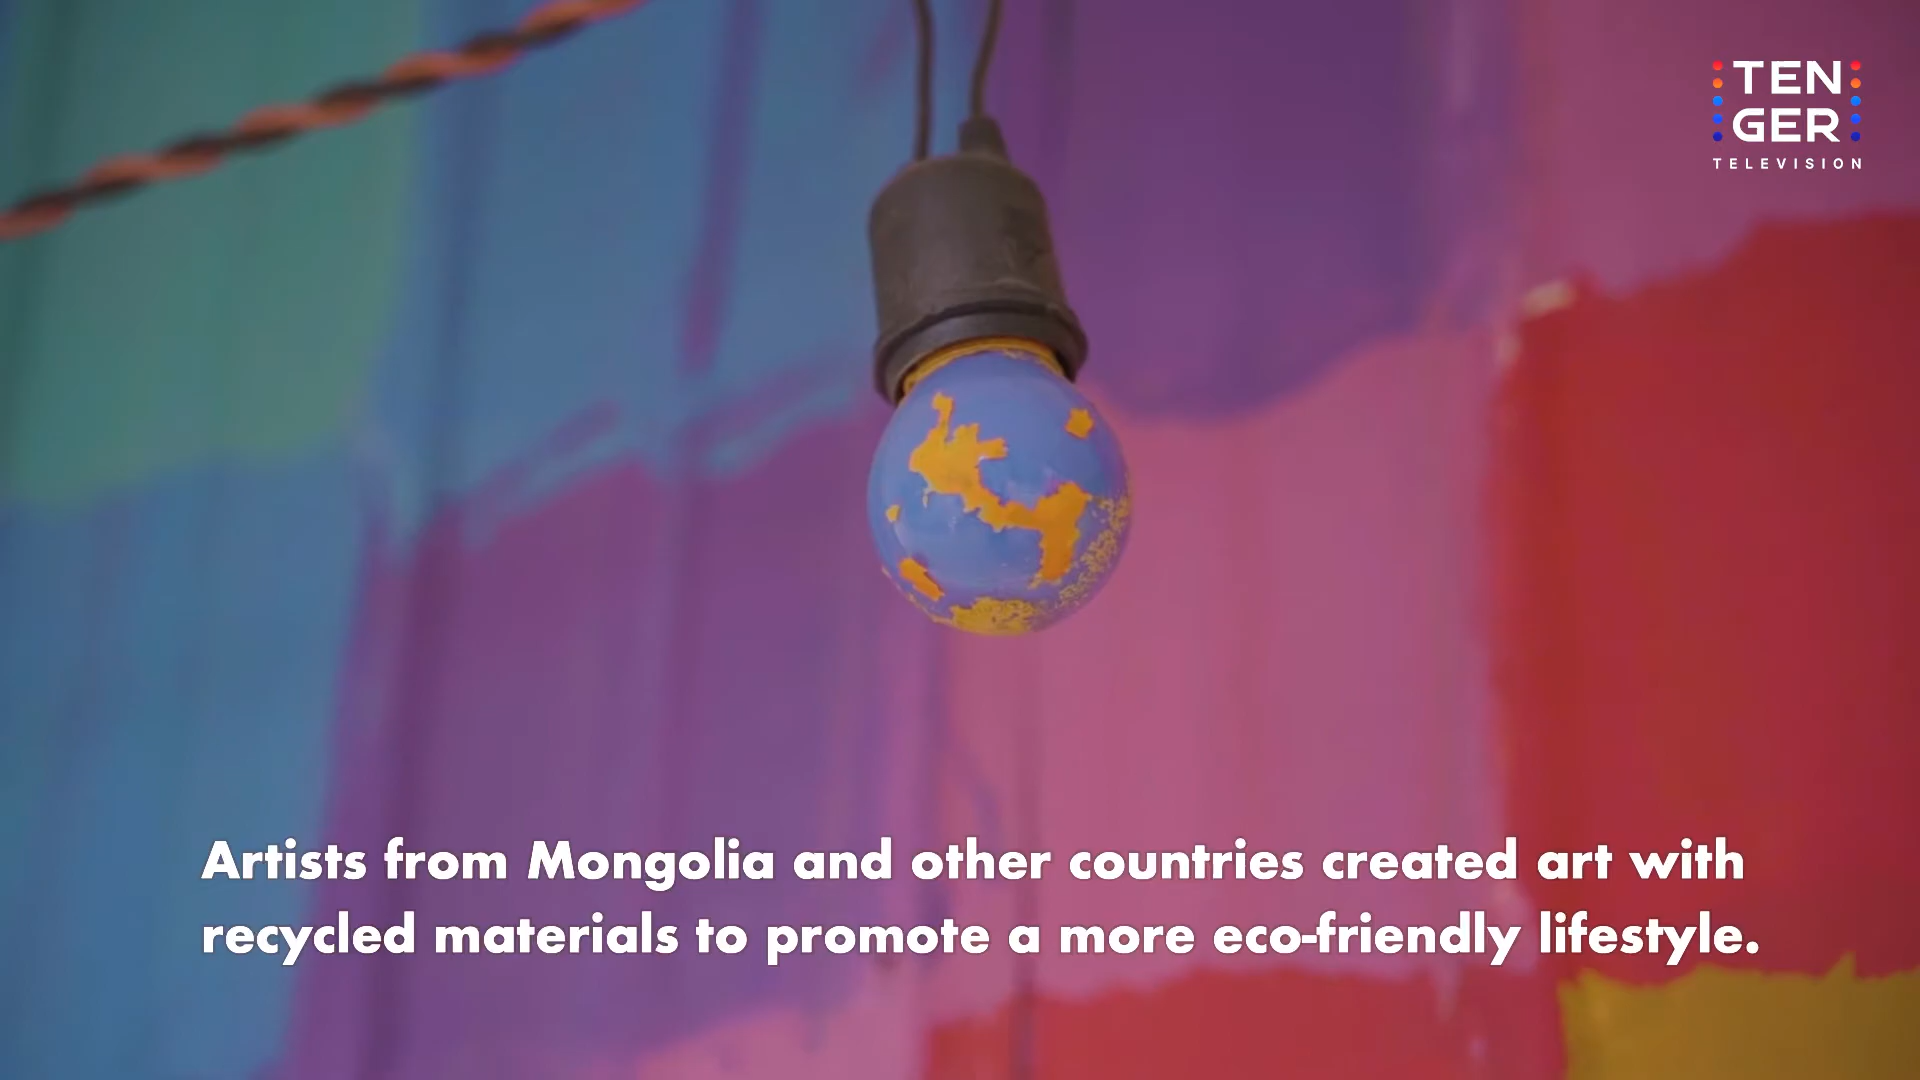 TEN
GER
TELEVISION
Artists from Mongolia and other countries created art with
recycled materials to promote a more eco-friendly lifestyle.